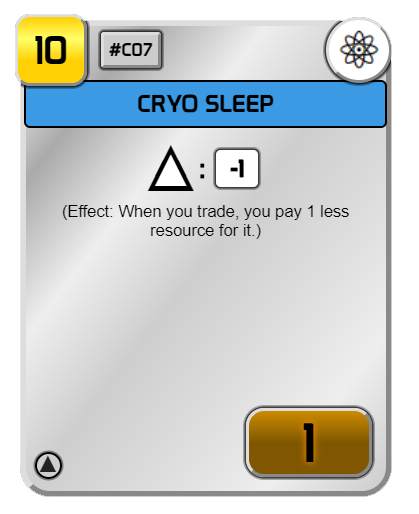 10
#C07
CRYO SLEEP
: -1
(Effect: When you trade, you pay 1 less
resource for it.)
1